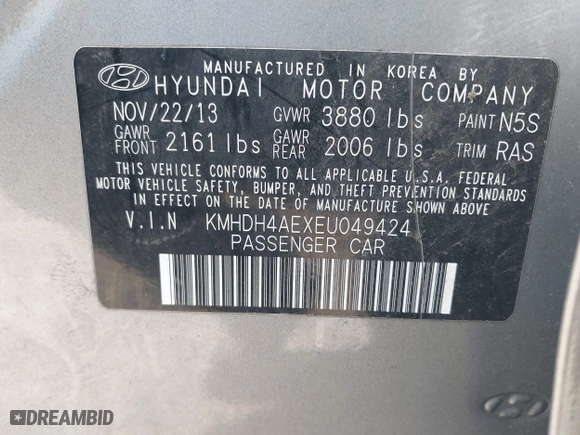 MANUFACTURED IN KOREA BY
HYUNDAI MOTOR COMPANY
NOV/22/13 GVWR 3880 lbs PAINT N5S
GAWR FRONT 2161 lbs GAWR REAR 2006 lbs TRIM RAS
THIS VEHICLE CONFORMS TO ALL APPLICABLE U.S.A. FEDERAL
MOTOR VEHICLE SAFETY, BUMPER, AND THEFT PREVENTION STANDARDS
IN EFFECT ON THE DATE OF MANUFACTURE SHOWN ABOVE.
V.I.N KMHDH4AEXEU049424
PASSENGER CAR
DREAMBID